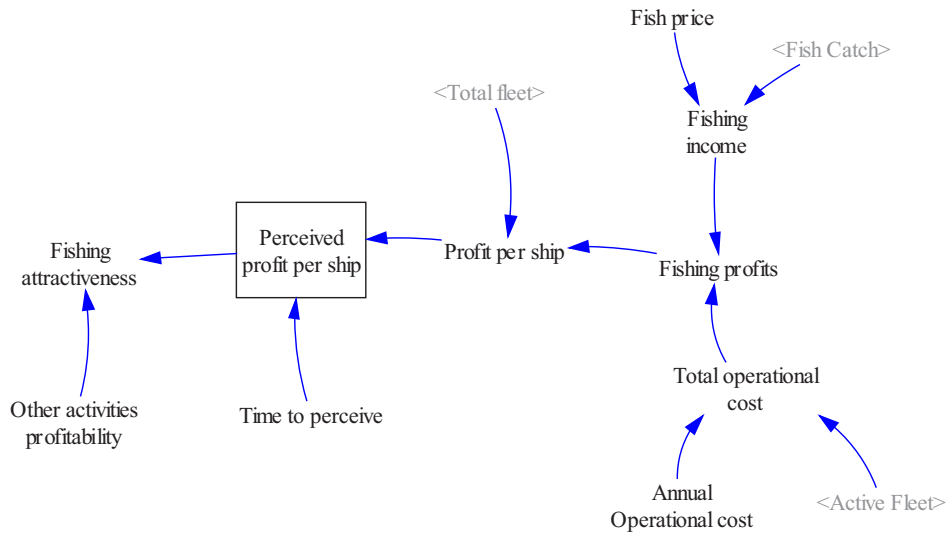 Fish price
<Fish Catch>
<Total fleet>
Fishing
income
Perceived
profit per ship
Profit per ship
Fishing
attractiveness
Fishing profits
Total operational
cost
Other activities
profitability
Time to perceive
Annual
Operational cost
<Active Fleet>